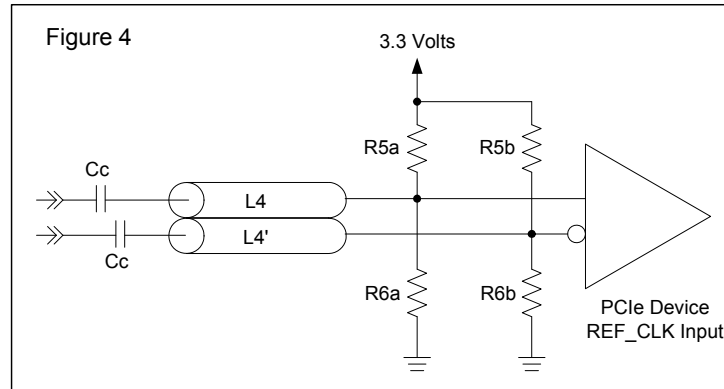 Figure 4
3.3 Volts
R5a
R5b
Cc
L4
L4'
Cc
R6a
R6b
PCIe Device
REF_CLK Input